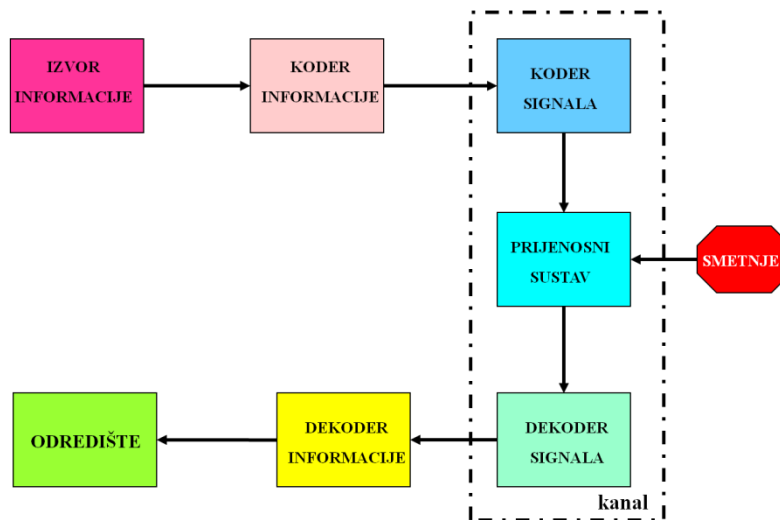 IZVOR
INFORMACIJE
KODER
INFORMACIJE
KODER
SIGNALA
PRIJENOSNI
SUSTAV
SMETNJE
DEKODER
SIGNALA
DEKODER
INFORMACIJE
ODREDIŠTE
kanal